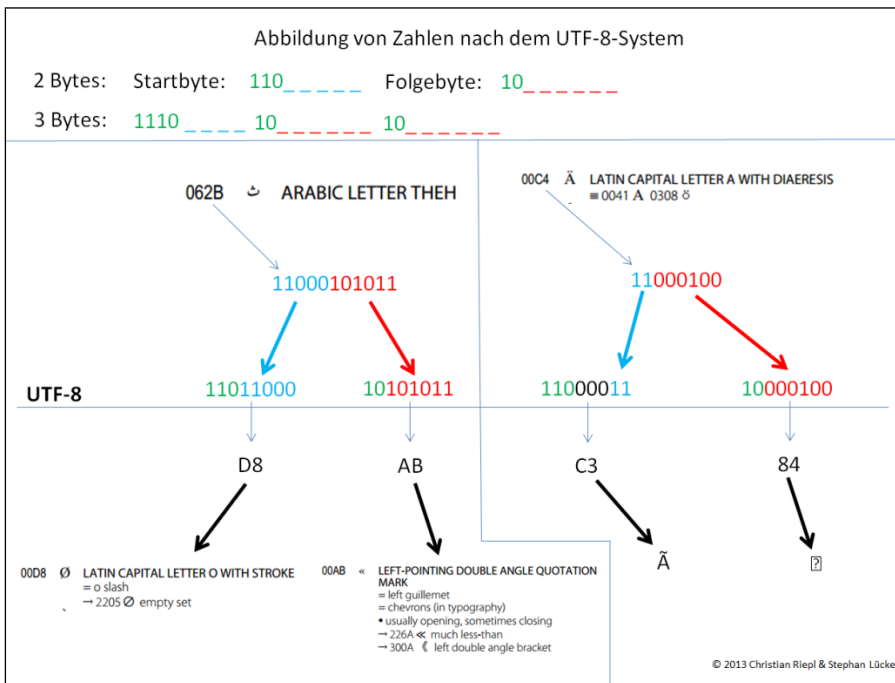 Abbildung von Zahlen nach dem UTF-8-System
2 Bytes: Startbyte: 110_ _ _ _ _ Folgebyte: 10_ _ _ _ _ _
3 Bytes: 1110 _ _ _ _ 10_ _ _ _ _ _ 10_ _ _ _ _ _
062B ث ARABIC LETTER THEH
11000101011
00C4 Ä LATIN CAPITAL LETTER A WITH DIAERESIS
≡ 0041 A 0308 ◌̈
11000100
UTF-8
11011000 10101011
11000011 10000100
D8 AB
C3 84
00D8 Ø LATIN CAPITAL LETTER O WITH STROKE
= o slash
→ 2205 ∅ empty set
00AB « LEFT-POINTING DOUBLE ANGLE QUOTATION
MARK
= left guillemet
= chevrons (in typography)
• usually opening, sometimes closing
→ 226A ≪ much less-than
→ 300A 《 left double angle bracket
Ã
⍰
© 2013 Christian Riepl & Stephan Lücke